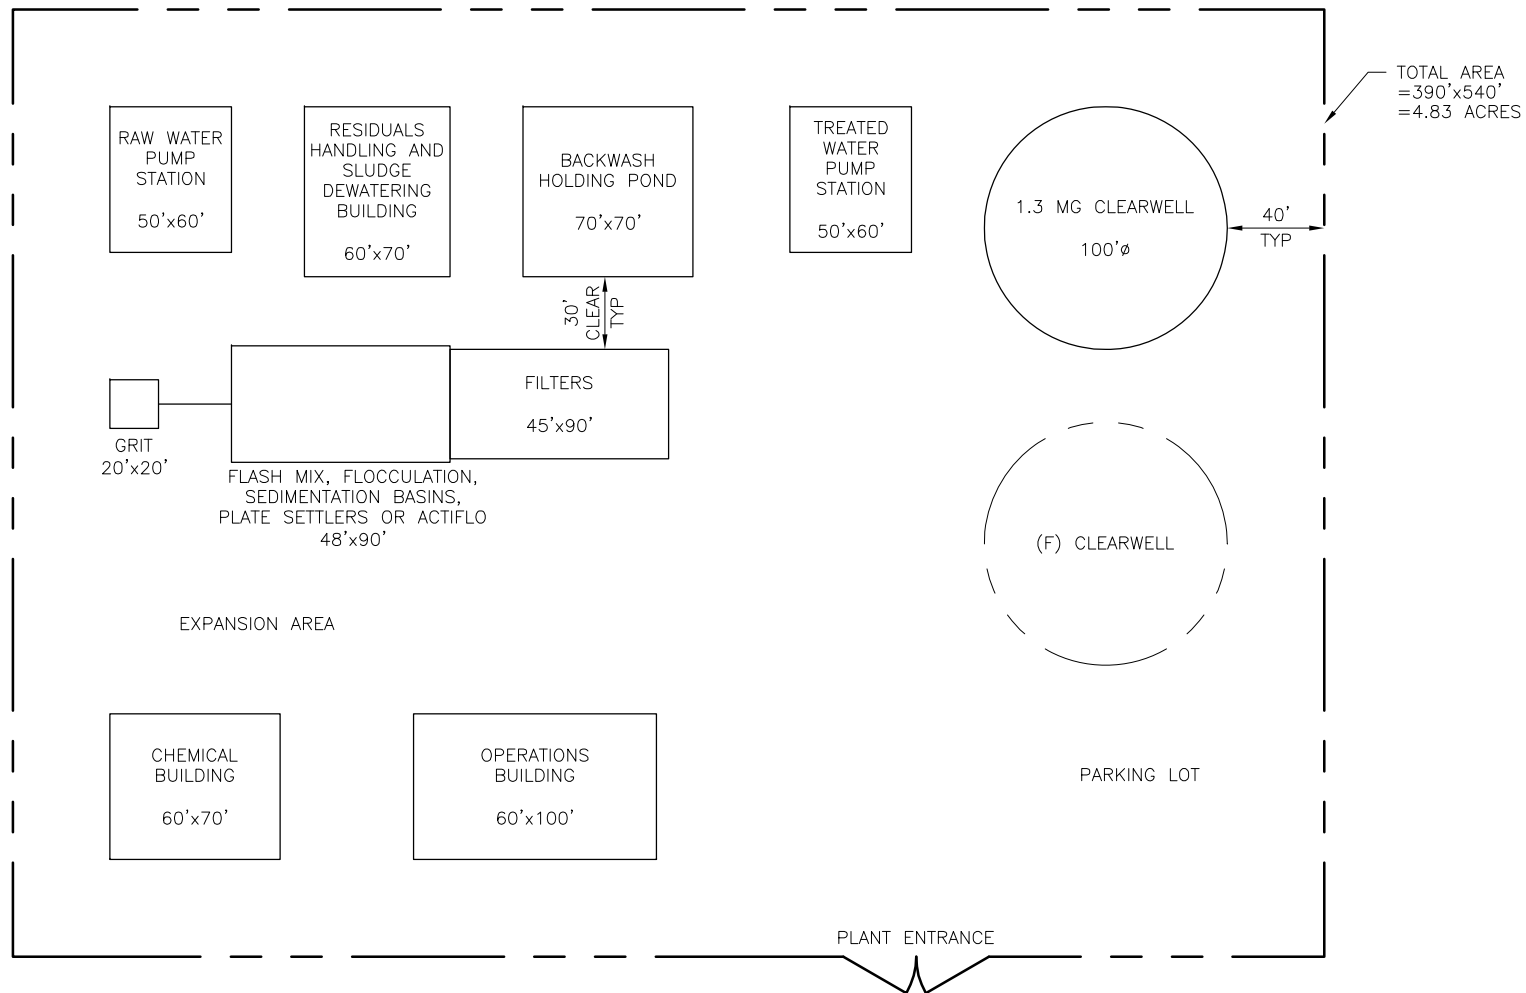 TOTAL AREA
=390'x540'
=4.83 ACRES
RAW WATER
PUMP
STATION
50'x60'
RESIDUALS
HANDLING AND
SLUDGE
DEWATERING
BUILDING
60'x70'
BACKWASH
HOLDING POND
70'x70'
TREATED
WATER
PUMP
STATION
50'x60'
1.3 MG CLEARWELL
100'ø
40'
TYP
30'
CLEAR
TYP
GRIT
20'x20'
FLASH MIX, FLOCCULATION,
SEDIMENTATION BASINS,
PLATE SETTLERS OR ACTIFLO
48'x90'
FILTERS
45'x90'
(F) CLEARWELL
EXPANSION AREA
CHEMICAL
BUILDING
60'x70'
OPERATIONS
BUILDING
60'x100'
PARKING LOT
PLANT ENTRANCE